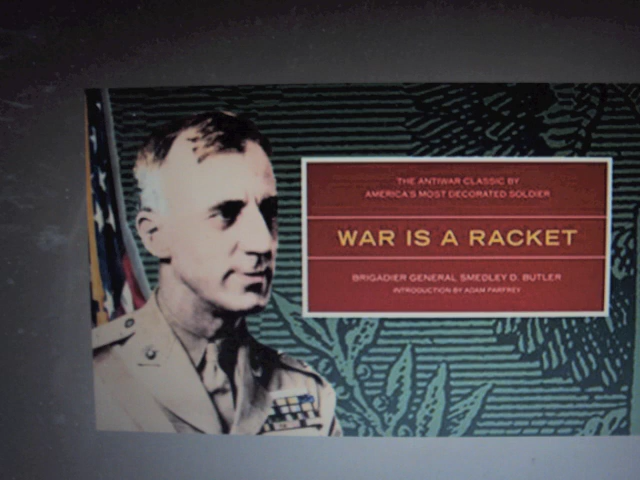 THE ANTIWAR CLASSIC BY
AMERICA'S MOST DECORATED SOLDIER
WAR IS A RACKET
BRIGADIER GENERAL SMEDLEY D. BUTLER
INTRODUCTION BY ADAM PARFREY